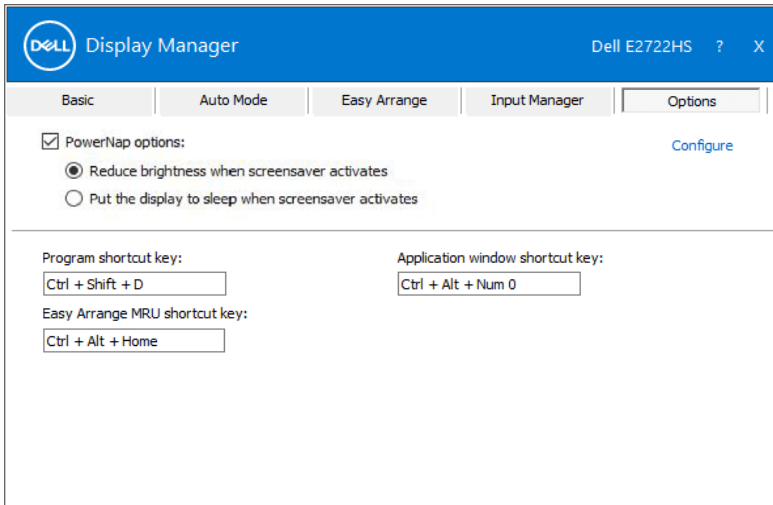 DELL Display Manager Dell E2722HS ? X
Basic Auto Mode Easy Arrange Input Manager Options
PowerNap options: Configure
Reduce brightness when screensaver activates
Put the display to sleep when screensaver activates
Program shortcut key: Application window shortcut key:
Ctrl + Shift + D Ctrl + Alt + Num 0
Easy Arrange MRU shortcut key:
Ctrl + Alt + Home